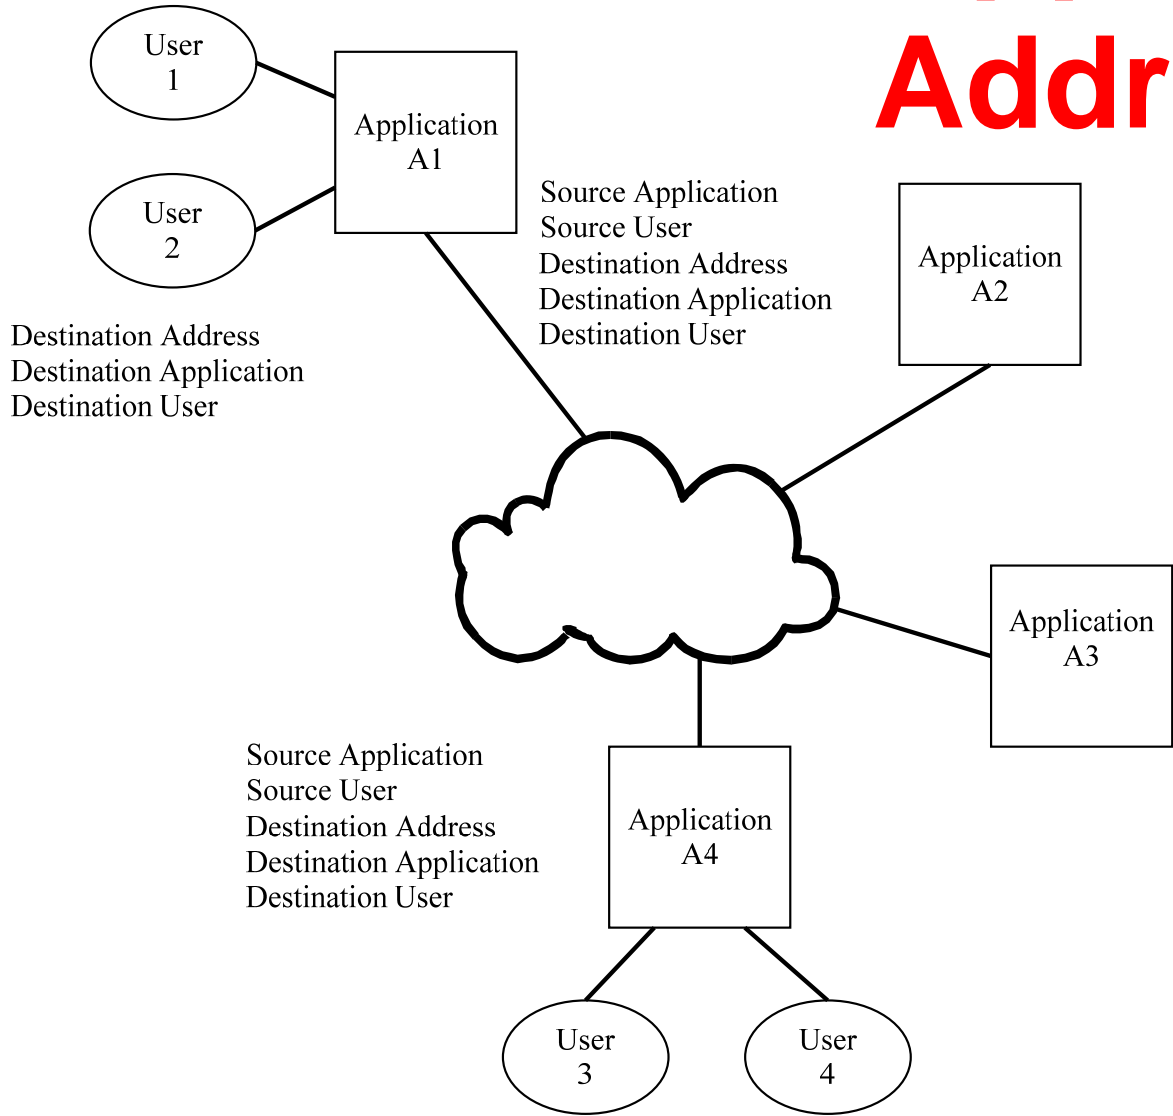 Addr
User
1
Application
A1
User
2
Source Application
Source User
Destination Address
Destination Application
Destination User
Application
A2
Destination Address
Destination Application
Destination User
Application
A3
Source Application
Source User
Destination Address
Destination Application
Destination User
Application
A4
User
3
User
4